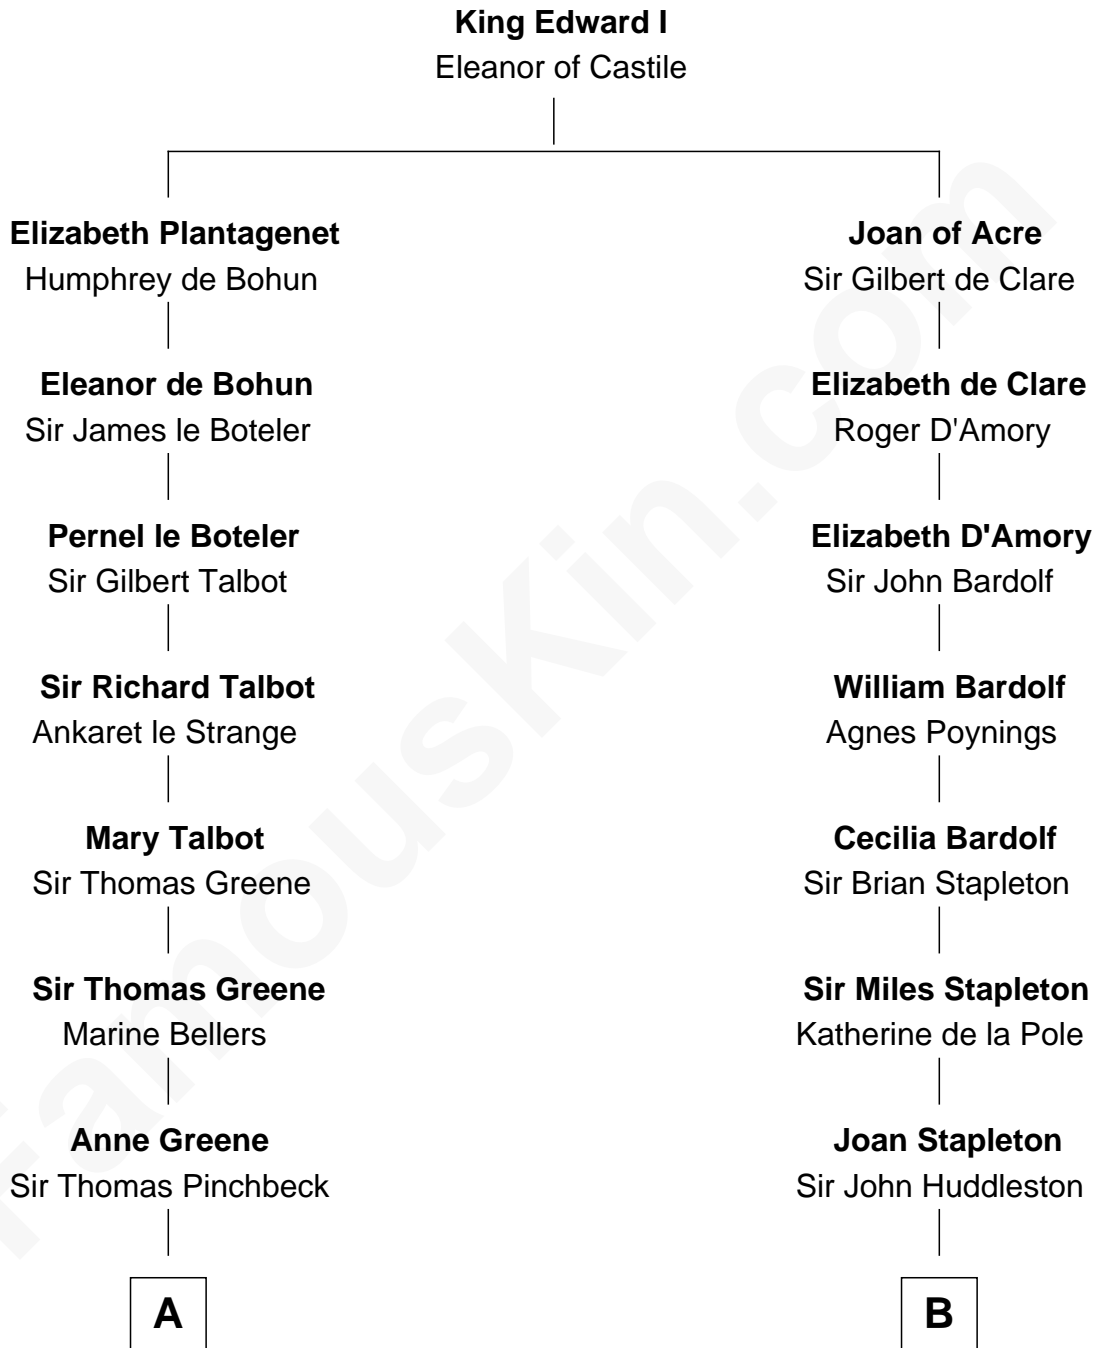 King Edward I
Eleanor of Castile
Elizabeth Plantagenet
Humphrey de Bohun
Joan of Acre
Sir Gilbert de Clare
Eleanor de Bohun
Sir James le Boteler
Elizabeth de Clare
Roger D'Amory
Pernel le Boteler
Sir Gilbert Talbot
Elizabeth D'Amory
Sir John Bardolf
Sir Richard Talbot
Ankaret le Strange
William Bardolf
Agnes Poynings
Mary Talbot
Sir Thomas Greene
Cecilia Bardolf
Sir Brian Stapleton
Sir Thomas Greene
Marine Bellers
Sir Miles Stapleton
Katherine de la Pole
Anne Greene
Sir Thomas Pinchbeck
Joan Stapleton
Sir John Huddleston
A
B
FamousKin.com